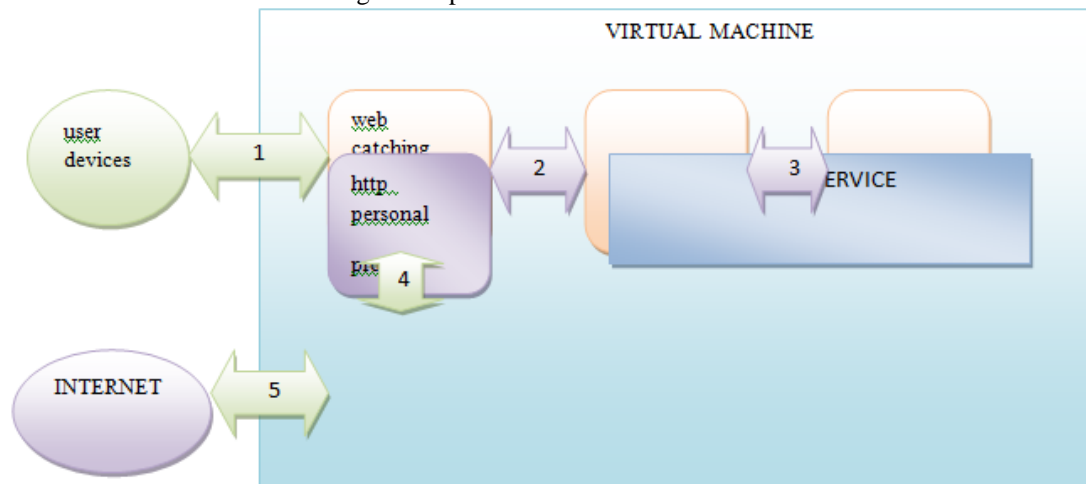 VIRTUAL MACHINE
user
devices
1
web
catching
http
personal
2
3
ERVICE
4
INTERNET
5